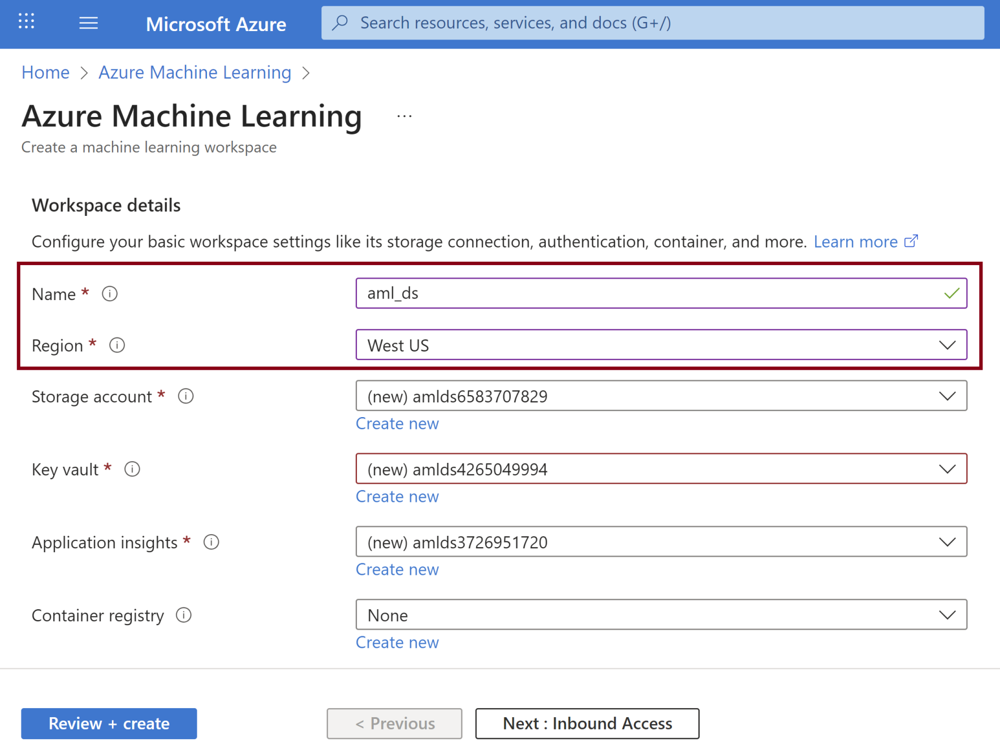 Microsoft Azure
Search resources, services, and docs (G+/)
Home > Azure Machine Learning >
Azure Machine Learning ...
Create a machine learning workspace
Workspace details
Configure your basic workspace settings like its storage connection, authentication, container, and more. Learn more
Name * aml_ds
Region * West US
Storage account * (new) amlds6583707829
Create new
Key vault * (new) amlds4265049994
Create new
Application insights * (new) amlds3726951720
Create new
Container registry None
Create new
Review + create < Previous Next : Inbound Access